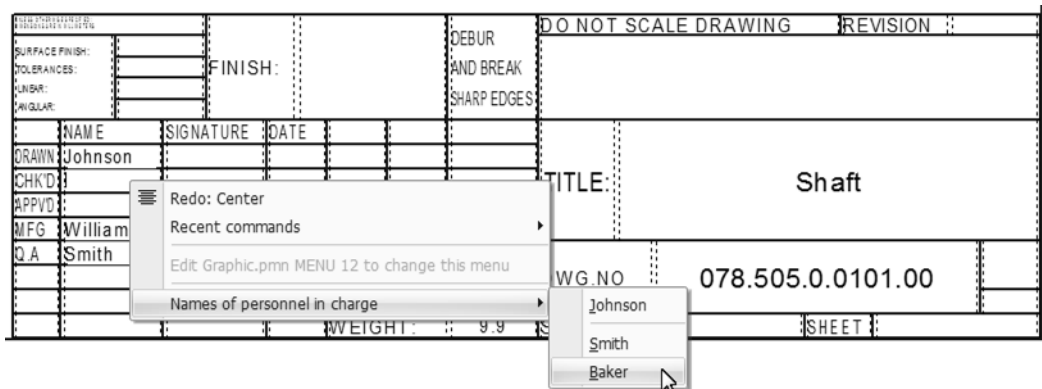 DO NOT SCALE DRAWING REVISION
SURFACE FINISH:
TOLERANCES:
LINEAR:
ANGULAR:
FINISH:
DEBUR
AND BREAK
SHARP EDGES
NAME SIGNATURE DATE
DRAWN Johnson
CHK'D
APPV'D
MFG William
Q.A Smith
TITLE: Shaft
WG.NO 078.505.0.0101.00
WEIGHT: 9.9 SHEET
Redo: Center
Recent commands
Edit Graphic.pmn MENU 12 to change this menu
Names of personnel in charge
Johnson
Smith
Baker